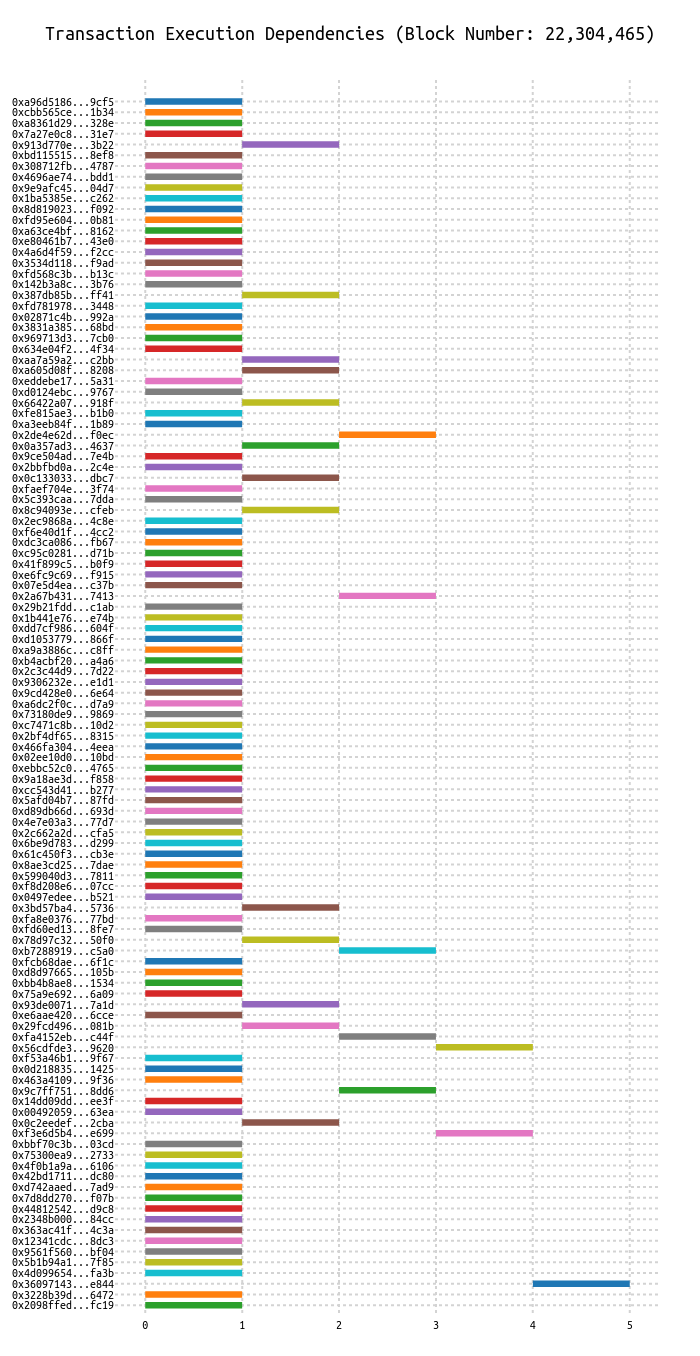 Transaction Execution Dependencies (Block Number: 22,304,465)
0xa96d5186...9cf5
0xcbb565ce...1b34
0xa8361d29...328e
0x7a27e0c8...31e7
0x913d770e...3b22
0xbd115515...8ef8
0x308712fb...4787
0x4696ae74...bdd1
0x9e9afc45...04d7
0x1ba5385e...c262
0x8d819023...f092
0xfd95e604...0b81
0xa63ce4bf...8162
0xe80461b7...43e0
0x4a6d4f59...f2cc
0x3534d118...f9ad
0xfd568c3b...b13c
0x142b3a8c...3b76
0x387db85b...ff41
0xfd781978...3448
0x02871c4b...992a
0x3831a385...68bd
0x969713d3...7cb0
0x634e04f2...4f34
0xaa7a59a2...c2bb
0xa605d08f...8208
0xeddebe17...5a31
0xd0124ebc...9767
0x66422a07...918f
0xfe815ae3...b1b0
0xa3eeb84f...1b89
0x2de4e62d...f0ec
0x0a357ad3...4637
0x9ce504ad...7e4b
0x2bbfbd0a...2c4e
0x0c133033...dbc7
0xfaef704e...3f74
0x5c393caa...7dda
0x8c94093e...cfeb
0x2ec9868a...4c8e
0xf6e40d1f...4cc2
0xdc3ca086...fb67
0xc95c0281...d71b
0x41f899c5...b0f9
0xe6fc9c69...f915
0x07e5d4ea...c37b
0x2a67b431...7413
0x29b21fdd...c1ab
0x1b441e76...e74b
0xdd7cf986...604f
0xd1053779...866f
0xa9a3886c...c8ff
0xb4acbf20...a4a6
0x2c3c44d9...7d22
0x9306232e...e1d1
0x9cd428e0...6e64
0xa6dc2f0c...d7a9
0x73180de9...9869
0xc7471c8b...10d2
0x2bf4df65...8315
0x466fa304...4eea
0x02ee10d0...10bd
0xebbc52c0...4765
0x9a18ae3d...f858
0xcc543d41...b277
0x5afd04b7...87fd
0xd89db66d...693d
0x4e7e03a3...77d7
0x2c662a2d...cfa5
0x6be9d783...d299
0x61c450f3...cb3e
0x8ae3cd25...7dae
0x599040d3...7811
0xf8d208e6...07cc
0x0497edee...b521
0x3bd57ba4...5736
0xfa8e0376...77bd
0xfd60ed13...8fe7
0x78d97c32...50f0
0xb7288919...c5a0
0xfcb68dae...6f1c
0xd8d97665...105b
0xbb4b8ae8...1534
0x75a9e692...6a09
0x93de0071...7a1d
0xe6aae420...6cce
0x29fcd496...081b
0xfa4152eb...c44f
0x56cdfde3...9620
0xf53a46b1...9f67
0x0d218835...1425
0x463a4109...9f36
0x9c7ff751...8dd6
0x14dd09dd...ee3f
0x00492059...63ea
0x0c2eedef...2cba
0xf3e6d5b4...e699
0xbbf70c3b...03cd
0x75300ea9...2733
0x4f0b1a9a...6106
0x42bd1711...dc80
0xd742aaed...7ad9
0x7d8dd270...f07b
0x44812542...d9c8
0x2348b000...84cc
0x363ac41f...4c3a
0x12341cdc...8dc3
0x9561f560...bf04
0x5b1b94a1...7f85
0x4d099654...fa3b
0x36097143...e844
0x3228b39d...6472
0x2098ffed...fc19
0 1 2 3 4 5